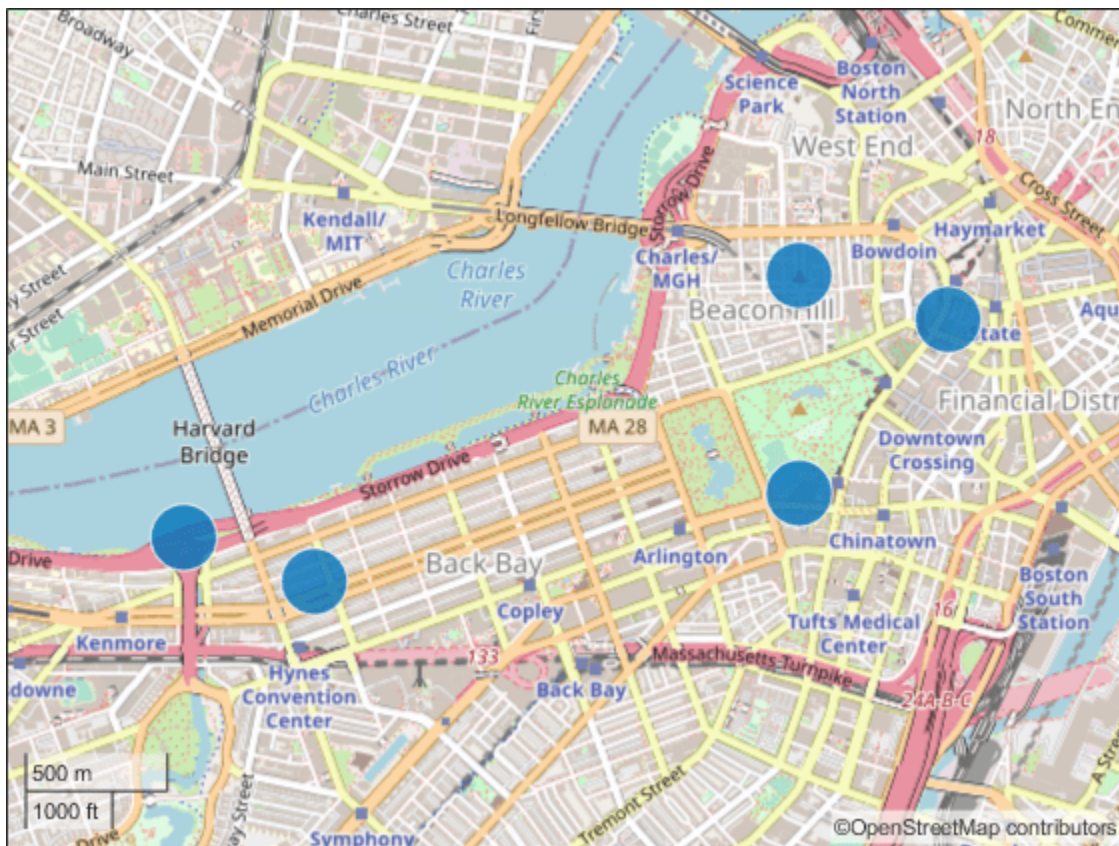 Charles Street
Broadway
Science
Park
Boston
North
Station
North En
West End
18
Cross Street
Main Street
Kendall/
MIT
Longfellow Bridge
Storrow Drive
Haymarket
Bowdoin
Charles/
MGH
Charles
River
Beacon Hill
Memorial Drive
tate
Aqu
Charles River
Charles
River Esplanade
MA 3
MA 28
Financial Distr
Harvard
Bridge
Downtown
Crossing
Storrow Drive
Drive
Back Bay
Arlington
Chinatown
Copley
Boston
South
Station
16
Tufts Medical
Center
Kenmore
133
Massachusetts Turnpike
sdowne
Hynes
Convention
Center
Back Bay
24A-B-C
500 m
1000 ft
Tremont Street
Symphony
Drive
©OpenStreetMap contributors